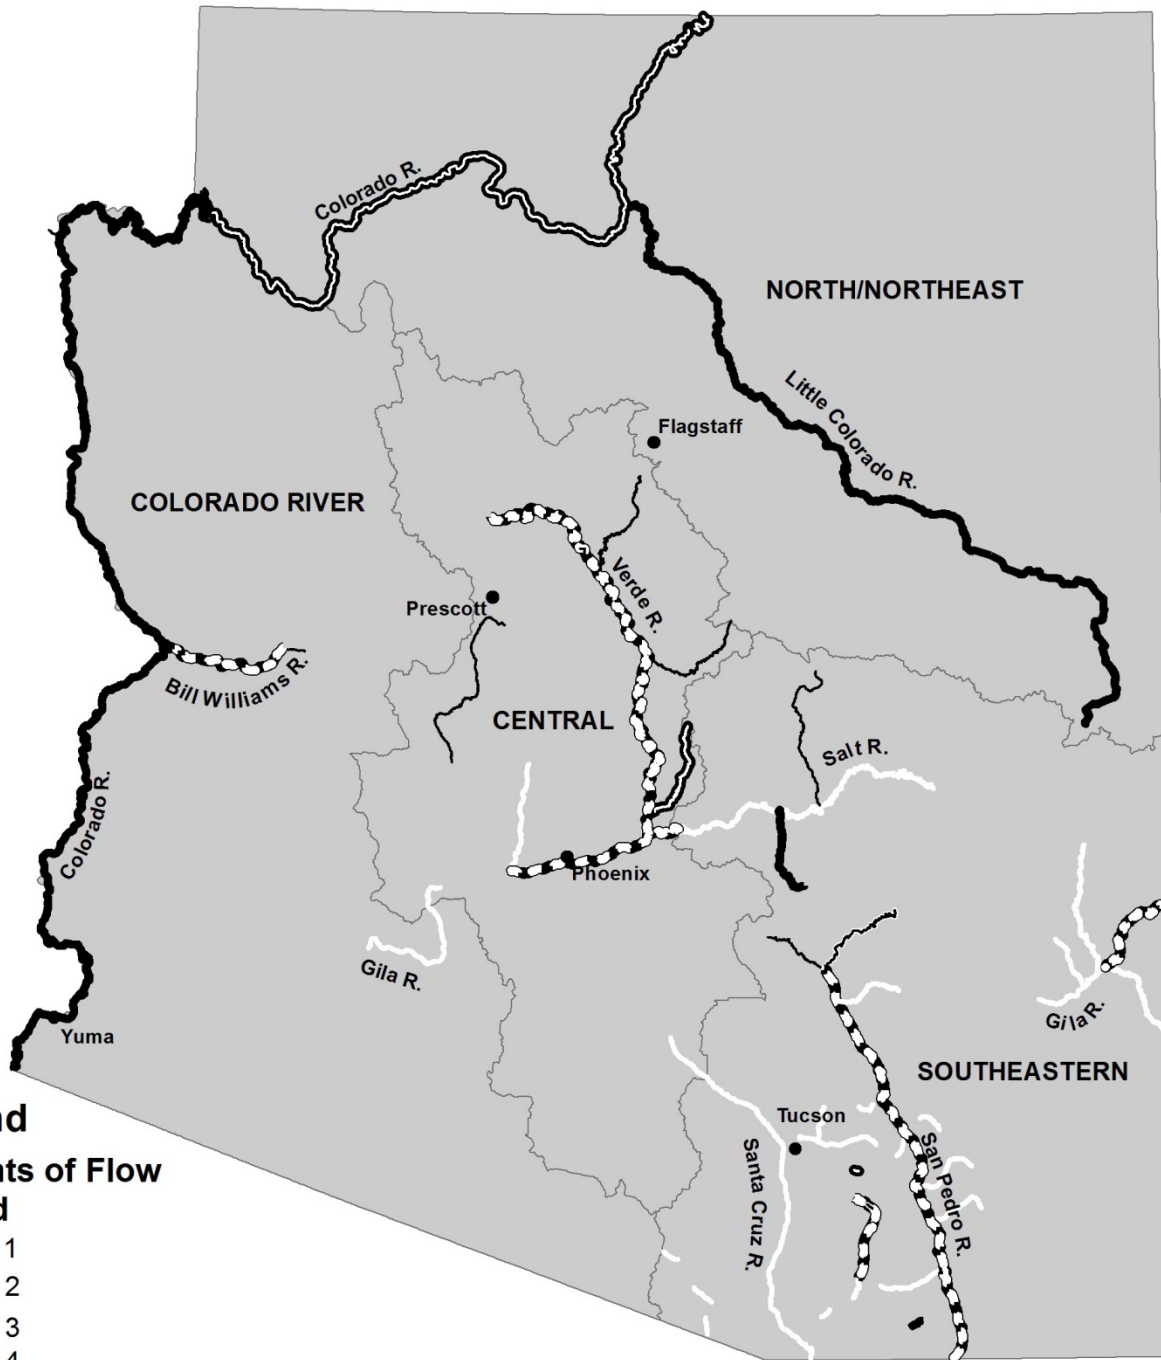 Colorado R.
NORTH/NORTHEAST
Little Colorado R.
Flagstaff
COLORADO RIVER
Verde R.
Prescott
Bill Williams R.
CENTRAL
Salt R.
Colorado R.
Phoenix
Gila R.
Gila R.
Yuma
SOUTHEASTERN
Tucson
San Pedro R.
Santa Cruz R.
nd
nts of Flow
d
1
2
3
4